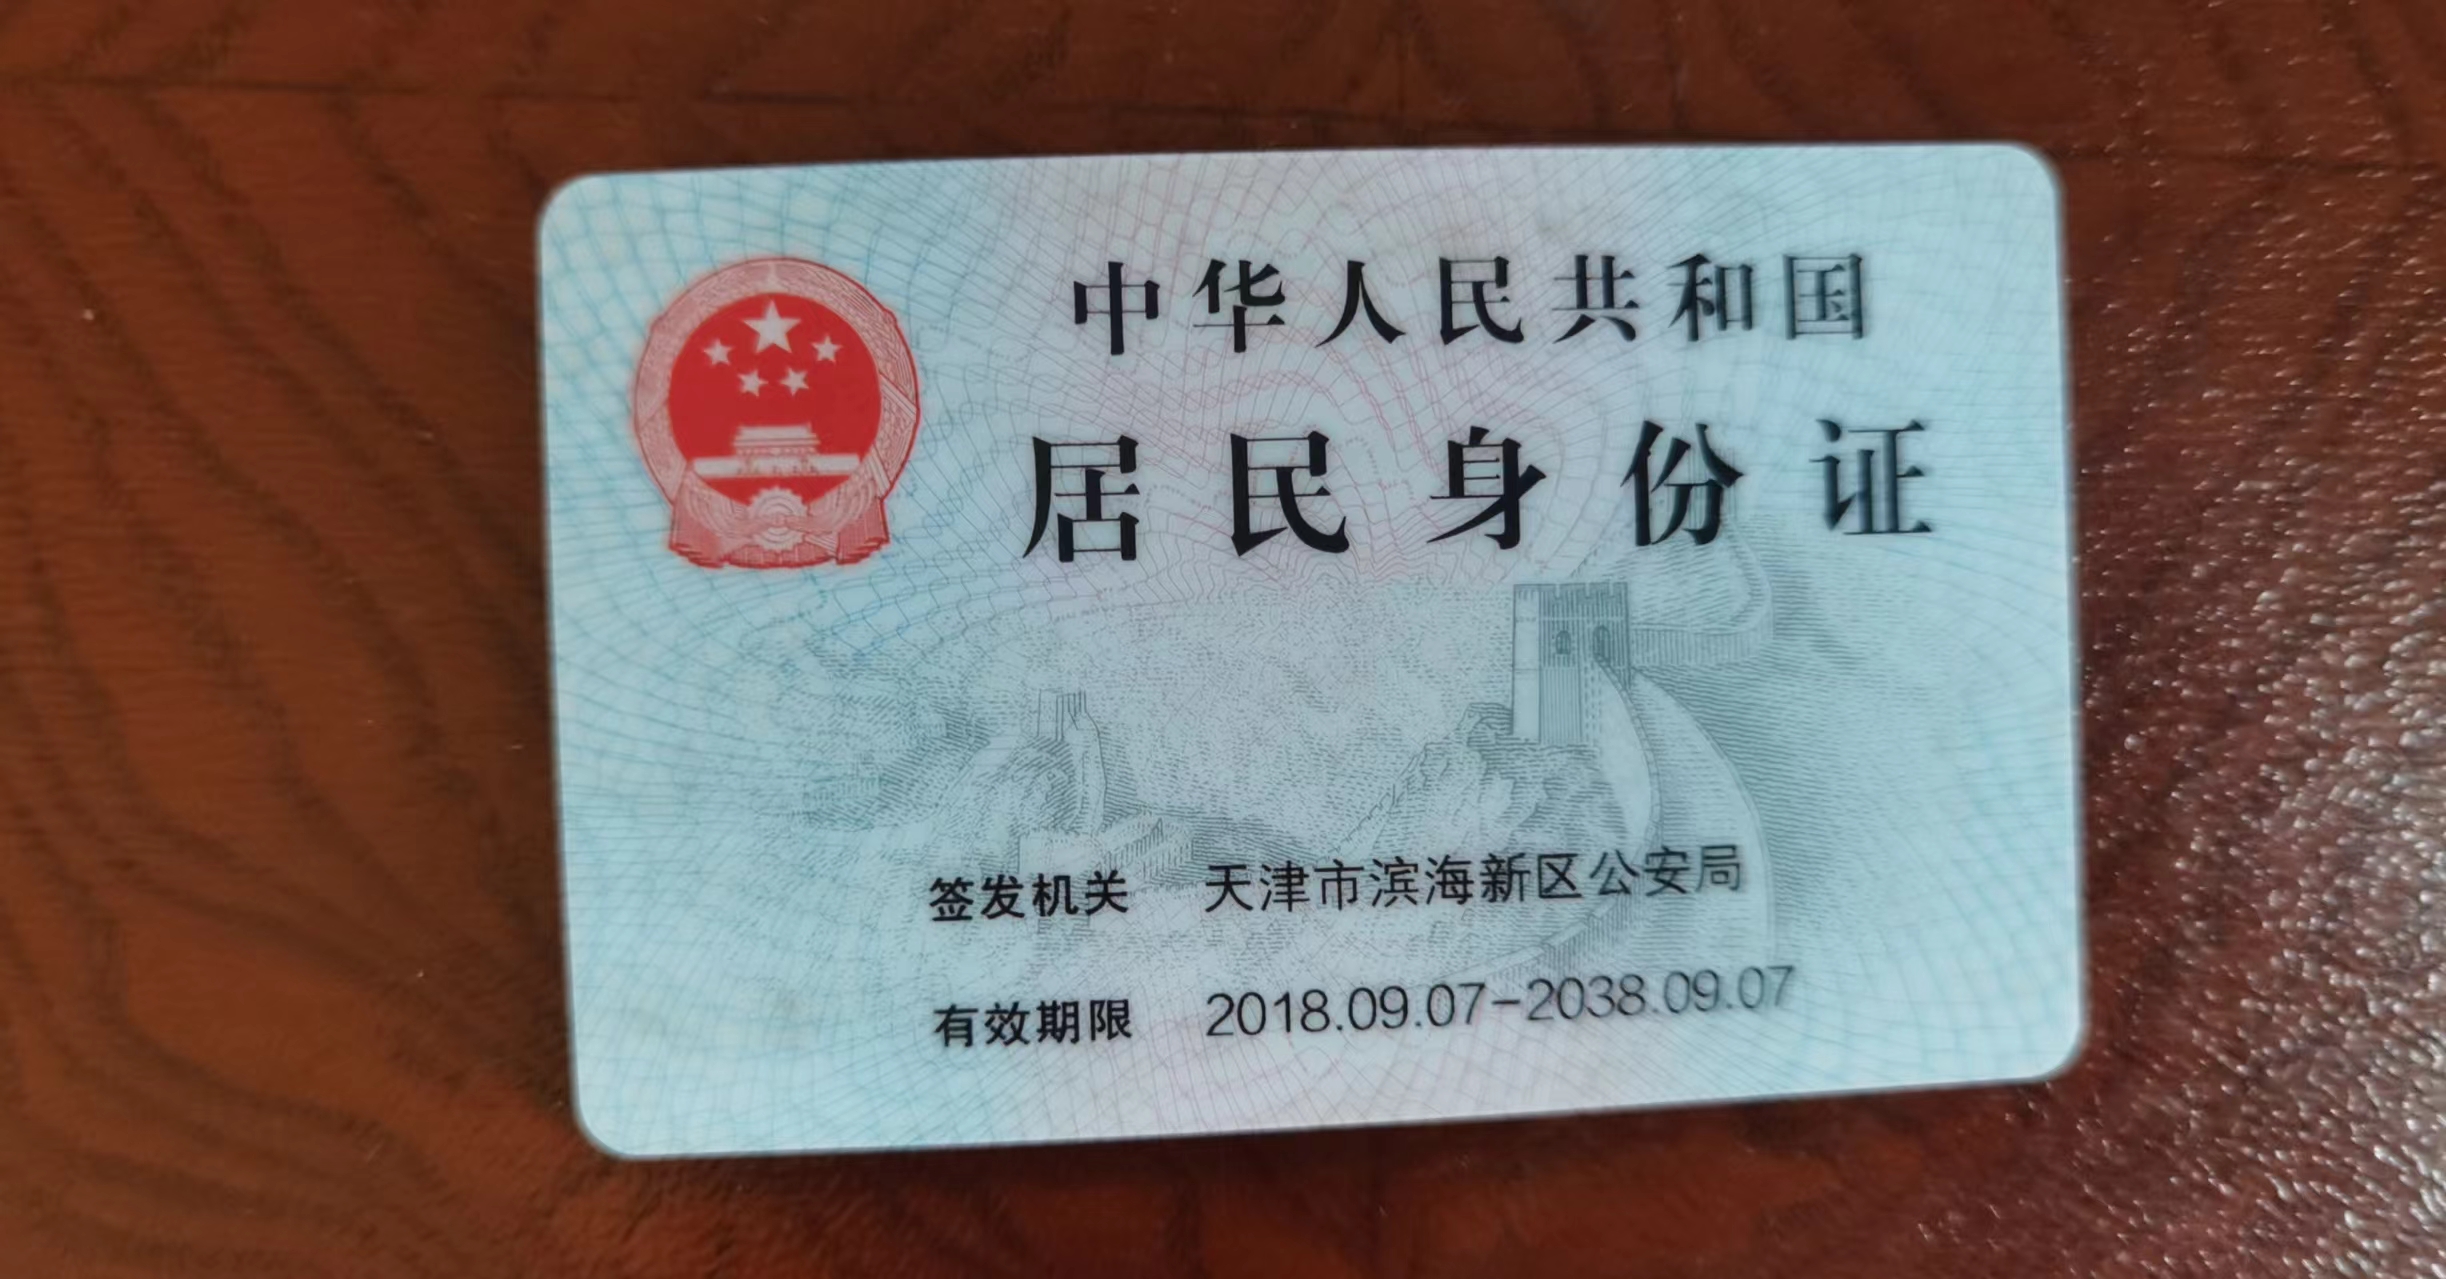 中华人民共和国
居民身份证
签发机关 天津市滨海新区公安局
有效期限 2018.09.07-2038.09.07